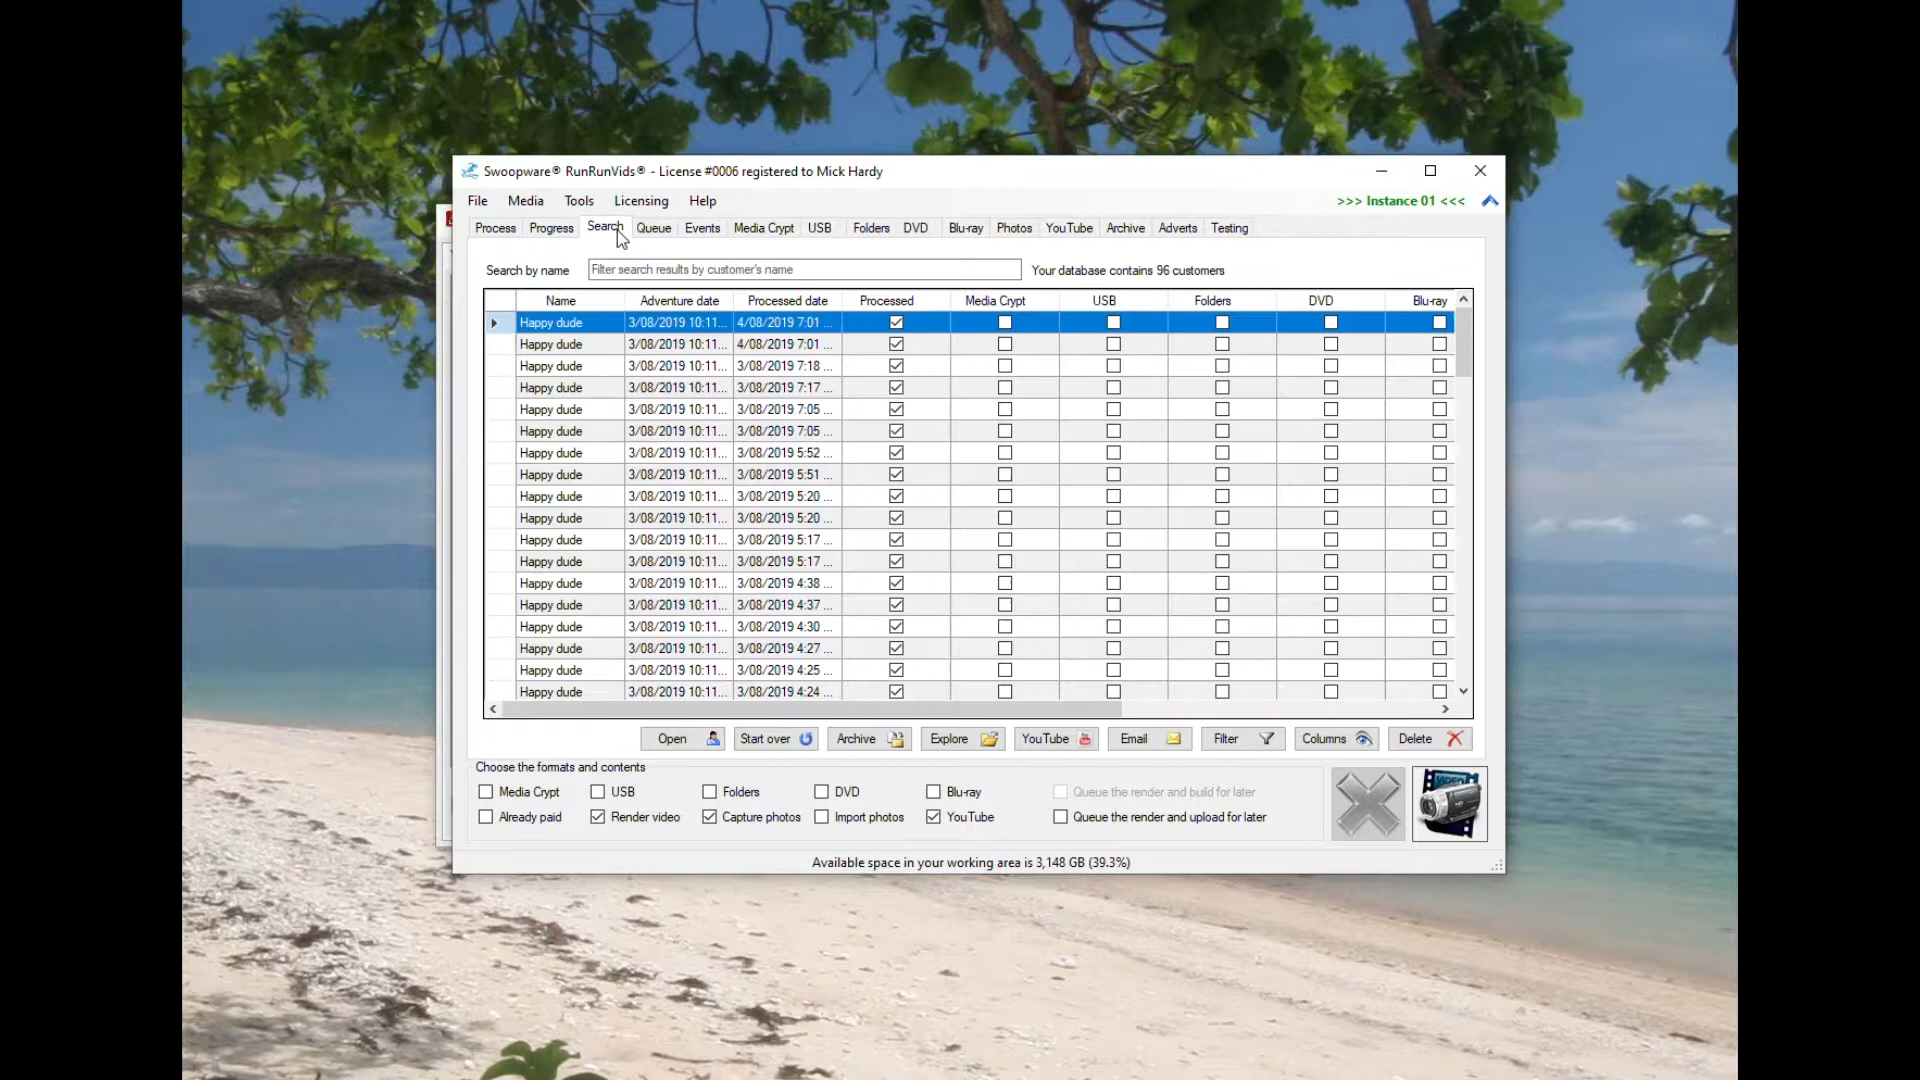 Swoopware® RunRunVids® - License #0006 registered to Mick Hardy
File Media Tools Licensing Help >>> Instance 01 <<<
Process Progress Search Queue Events Media Crypt USB Folders DVD Blu-ray Photos YouTube Archive Adverts Testing
Search by name Filter search results by customer's name Your database contains 96 customers
Name Adventure date Processed date Processed Media Crypt USB Folders DVD Blu-ray
Happy dude 3/08/2019 10:11... 4/08/2019 7:01 ...
Happy dude 3/08/2019 10:11... 4/08/2019 7:01 ...
Happy dude 3/08/2019 10:11... 3/08/2019 7:18 ...
Happy dude 3/08/2019 10:11... 3/08/2019 7:17 ...
Happy dude 3/08/2019 10:11... 3/08/2019 7:05 ...
Happy dude 3/08/2019 10:11... 3/08/2019 7:05 ...
Happy dude 3/08/2019 10:11... 3/08/2019 5:52 ...
Happy dude 3/08/2019 10:11... 3/08/2019 5:51 ...
Happy dude 3/08/2019 10:11... 3/08/2019 5:20 ...
Happy dude 3/08/2019 10:11... 3/08/2019 5:20 ...
Happy dude 3/08/2019 10:11... 3/08/2019 5:17 ...
Happy dude 3/08/2019 10:11... 3/08/2019 5:17 ...
Happy dude 3/08/2019 10:11... 3/08/2019 4:38 ...
Happy dude 3/08/2019 10:11... 3/08/2019 4:37 ...
Happy dude 3/08/2019 10:11... 3/08/2019 4:30 ...
Happy dude 3/08/2019 10:11... 3/08/2019 4:27 ...
Happy dude 3/08/2019 10:11... 3/08/2019 4:25 ...
Happy dude 3/08/2019 10:11... 3/08/2019 4:24 ...
Open Start over Archive Explore YouTube Email Filter Columns Delete
Choose the formats and contents
Media Crypt USB Folders DVD Blu-ray Queue the render and build for later
Already paid Render video Capture photos Import photos YouTube Queue the render and upload for later
VIDEO
Available space in your working area is 3,148 GB (39.3%)